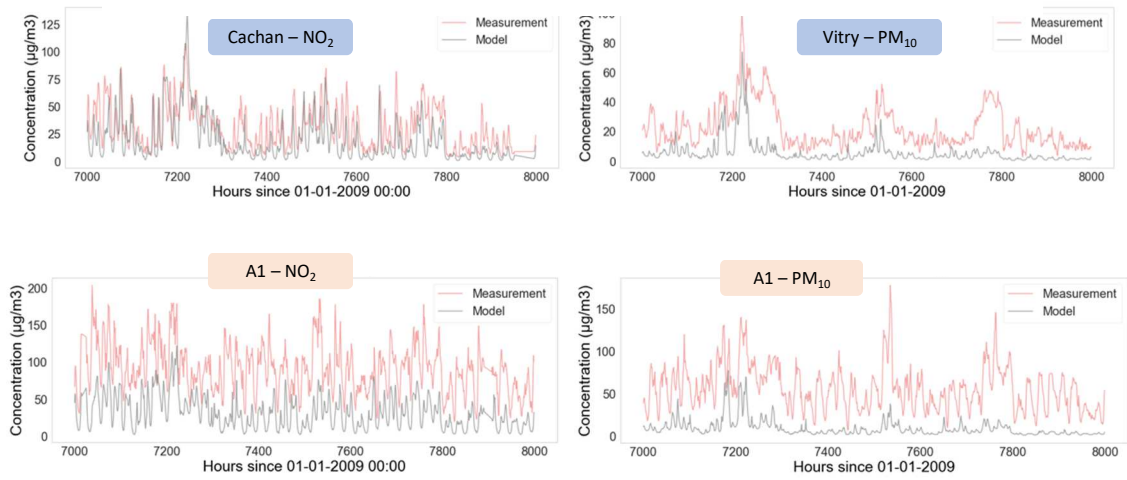 Cachan – NO2
Concentration (µg/m3)
125
100
75
50
25
0
Measurement
Model
7000 7200 7400 7600 7800 8000
Hours since 01-01-2009 00:00
Vitry – PM10
Concentration (µg/m3)
80
60
40
20
0
Measurement
Model
7000 7200 7400 7600 7800 8000
Hours since 01-01-2009
A1 – NO2
Concentration (µg/m3)
200
150
100
50
0
Measurement
Model
7000 7200 7400 7600 7800 8000
Hours since 01-01-2009 00:00
A1 – PM10
Concentration (µg/m3)
150
100
50
0
Measurement
Model
7000 7200 7400 7600 7800 8000
Hours since 01-01-2009